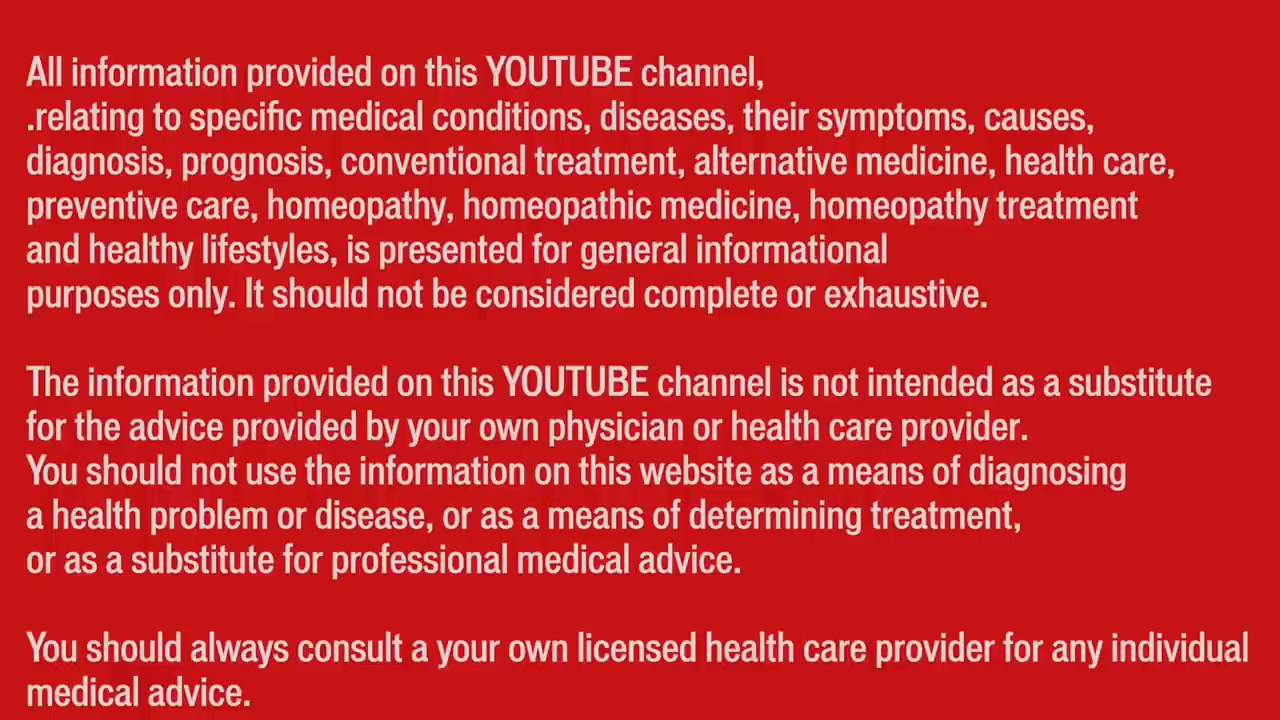 All information provided on this YOUTUBE channel,
.relating to specific medical conditions, diseases, their symptoms, causes,
diagnosis, prognosis, conventional treatment, alternative medicine, health care,
preventive care, homeopathy, homeopathic medicine, homeopathy treatment
and healthy lifestyles, is presented for general informational
purposes only. It should not be considered complete or exhaustive.
The information provided on this YOUTUBE channel is not intended as a substitute
for the advice provided by your own physician or health care provider.
You should not use the information on this website as a means of diagnosing
a health problem or disease, or as a means of determining treatment,
or as a substitute for professional medical advice.
You should always consult a your own licensed health care provider for any individual
medical advice.